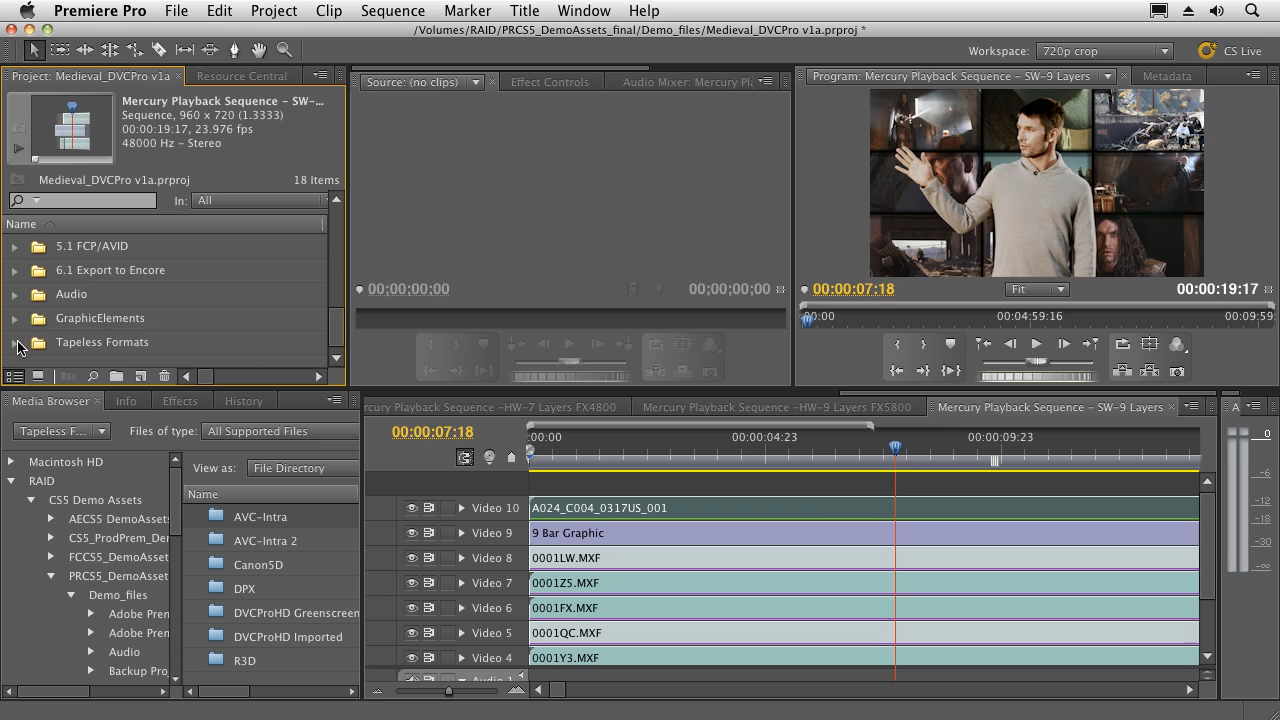 Premiere Pro File Edit Project Clip Sequence Marker Title Window Help
/Volumes/RAID/PRCS5_DemoAssets_final/Demo_files/Medieval_DVCPro v1a.prproj *
Workspace: 720p crop CS Live
Project: Medieval_DVCPro v1a Resource Central
Mercury Playback Sequence - SW-...
Sequence, 960 x 720 (1.3333)
00:00:19:17, 23.976 fps
48000 Hz - Stereo
Medieval_DVCPro v1a.prproj 18 Items
In: All
Name
5.1 FCP/AVID
6.1 Export to Encore
Audio
GraphicElements
Tapeless Formats
Source: (no clips) Effect Controls Audio Mixer: Mercury Pl
00;00;00;00 00;00;00;00
Program: Mercury Playback Sequence - SW-9 Layers Metadata
00:00:07:18 Fit 00:00:19:17
00:00 00:04:59:16 00:09:59
Media Browser Info Effects History
Tapeless F... Files of type: All Supported Files
Macintosh HD
RAID
CS5 Demo Assets
AECS5 DemoAsset
CS5_ProdPrem_De
FCCS5_DemoAsset
PRCS5_DemoAsset
Demo_files
Adobe Pren
Adobe Pren
Audio
Backup Pro
View as: File Directory
Name
AVC-Intra
AVC-Intra 2
Canon5D
DPX
DVCProHD Greenscreen
DVCProHD Imported
R3D
rcury Playback Sequence -HW-7 Layers FX4800 Mercury Playback Sequence -HW-9 Layers FX5800 Mercury Playback Sequence - SW-9 Layers
00:00:07:18
:00:00 00:00:04:23 00:00:09:23
Video 10 A024_C004_0317US_001
Video 9 9 Bar Graphic
Video 8 0001LW.MXF
Video 7 0001Z5.MXF
Video 6 0001FX.MXF
Video 5 0001QC.MXF
Video 4 0001Y3.MXF
Audio 1
A
0
-6
-12
-18
-30
-∞